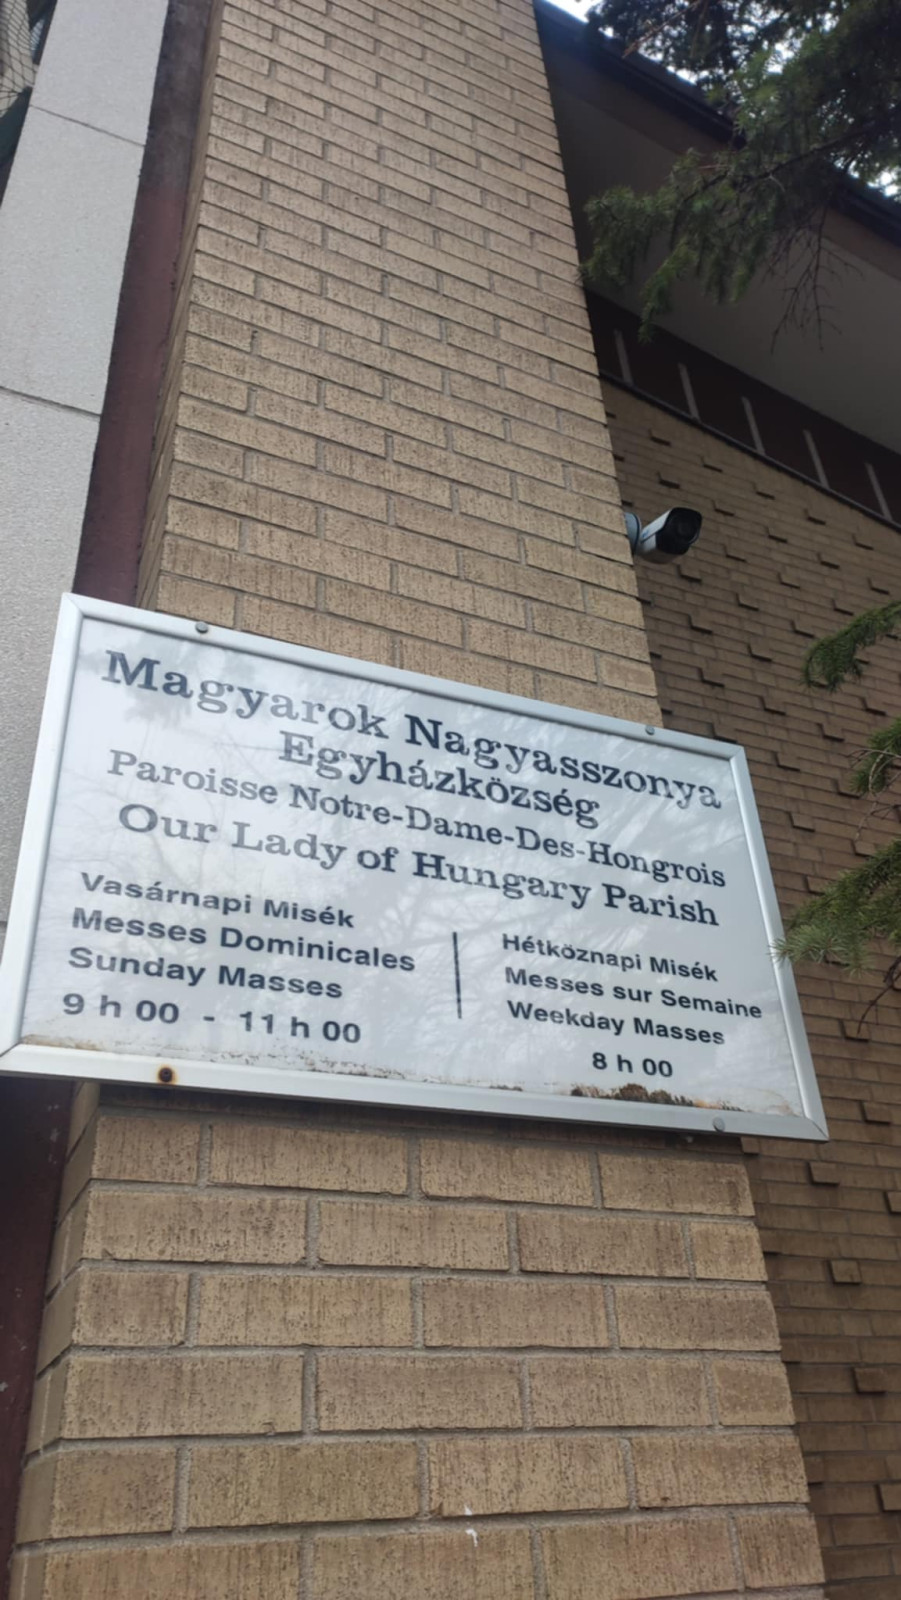 Magyarok Nagyasszonya
Egyházközség
Paroisse Notre-Dame-Des-Hongrois
Our Lady of Hungary Parish
Vasárnapi Misék
Messes Dominicales
Sunday Masses
9 h 00 - 11 h 00
Hétköznapi Misék
Messes sur Semaine
Weekday Masses
8 h 00